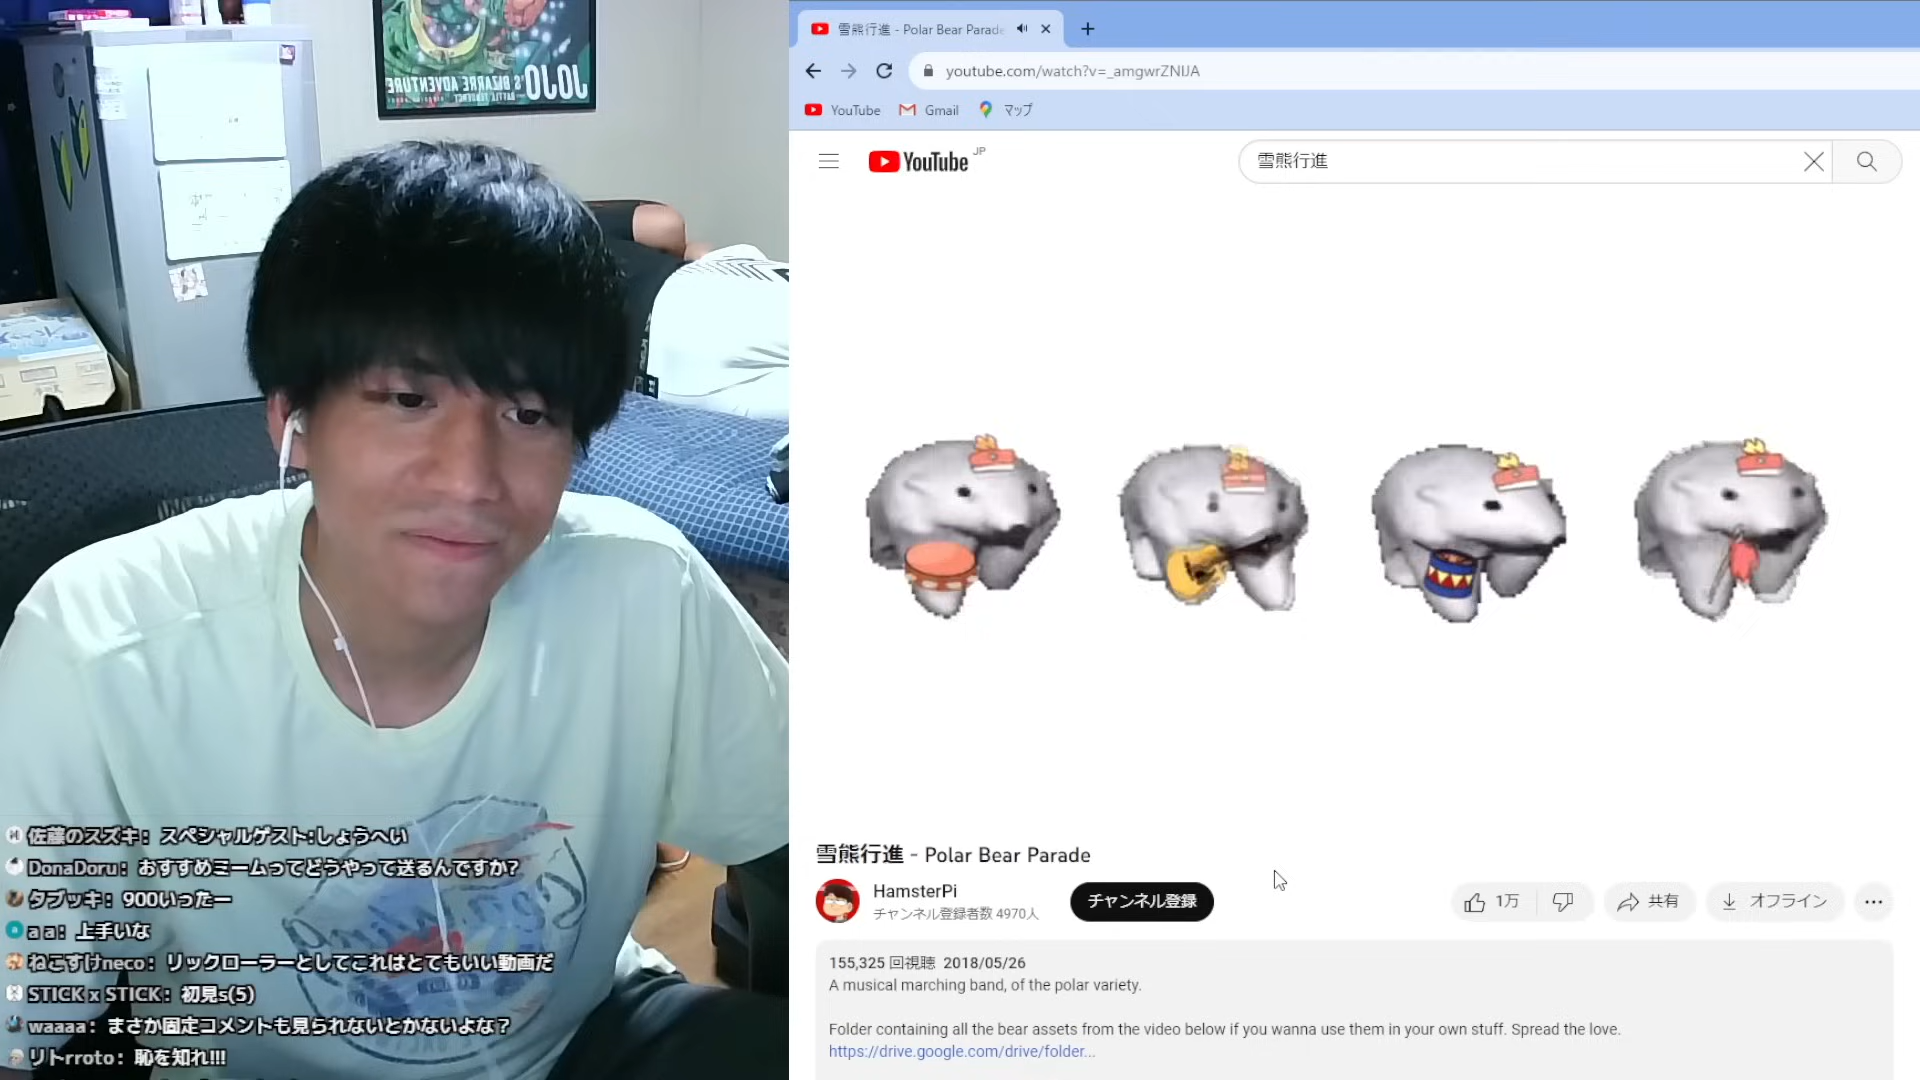 JOJO
'S BIZARRE ADVENTURE
BATTLE TENDENCY
雪熊行進 - Polar Bear Parade
youtube.com/watch?v=_amgwrZNlJA
YouTube
Gmail
マップ
YouTube JP
雪熊行進
雪熊行進 - Polar Bear Parade
HamsterPi
チャンネル登録者数 4970人
チャンネル登録
1万
共有
オフライン
155,325 回視聴 2018/05/26
A musical marching band, of the polar variety.
Folder containing all the bear assets from the video below if you wanna use them in your own stuff. Spread the love.
https://drive.google.com/drive/folder...
佐藤のスズキ: スペシャルゲスト:しょうへい
DonaDoru: おすすめミームってどうやって送るんですか?
タブッキ: 900いったー
a a: 上手いな
ねこすけneco: リックローラーとしてこれはとてもいい動画だ
STICK x STICK: 初見s(5)
waaaa: まさか固定コメントも見られないとかないよな?
リトrroto: 恥を知れ!!!